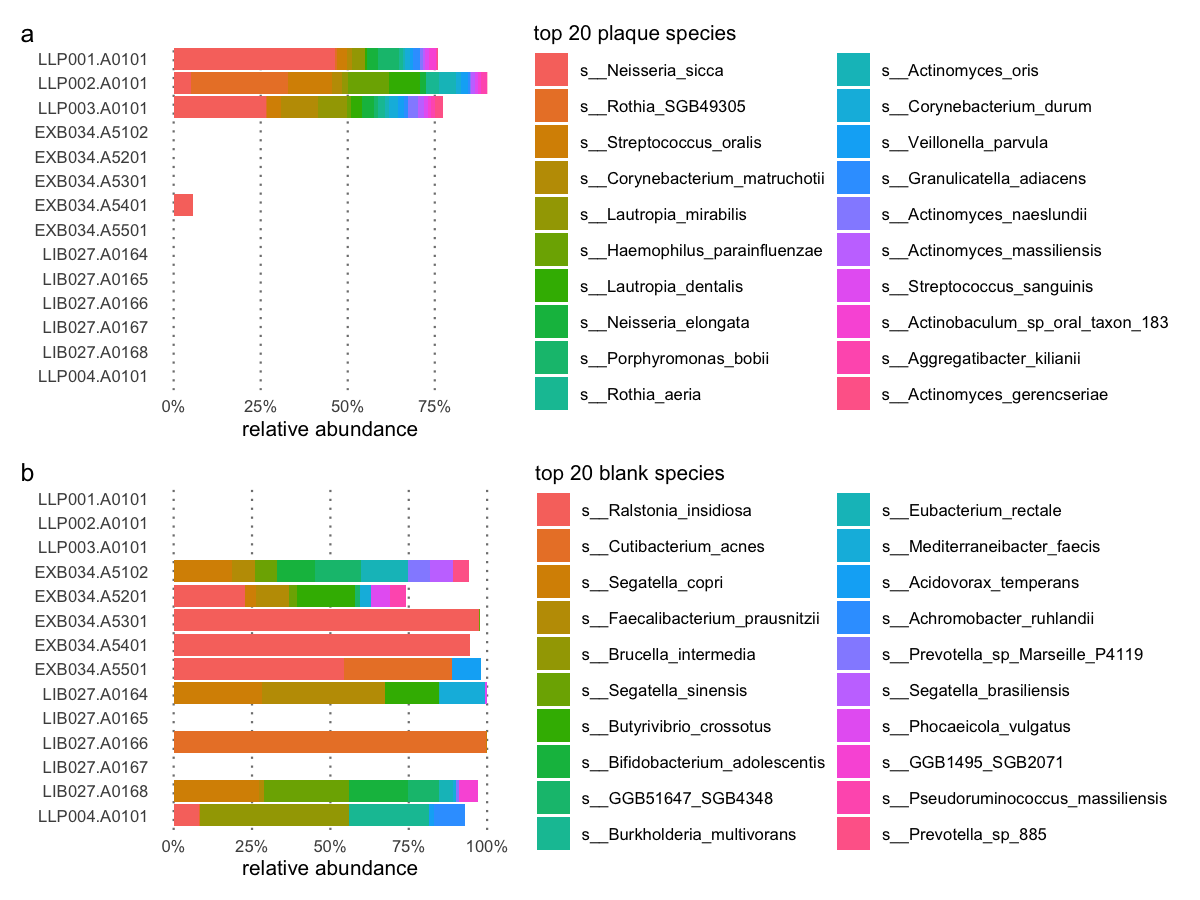 a
top 20 plaque species
LLP001.A0101
LLP002.A0101
LLP003.A0101
EXB034.A5102
EXB034.A5201
EXB034.A5301
EXB034.A5401
EXB034.A5501
LIB027.A0164
LIB027.A0165
LIB027.A0166
LIB027.A0167
LIB027.A0168
LLP004.A0101
0% 25% 50% 75%
relative abundance
s__Neisseria_sicca
s__Rothia_SGB49305
s__Streptococcus_oralis
s__Corynebacterium_matruchotii
s__Lautropia_mirabilis
s__Haemophilus_parainfluenzae
s__Lautropia_dentalis
s__Neisseria_elongata
s__Porphyromonas_bobii
s__Rothia_aeria
s__Actinomyces_oris
s__Corynebacterium_durum
s__Veillonella_parvula
s__Granulicatella_adiacens
s__Actinomyces_naeslundii
s__Actinomyces_massiliensis
s__Streptococcus_sanguinis
s__Actinobaculum_sp_oral_taxon_183
s__Aggregatibacter_kilianii
s__Actinomyces_gerencseriae
b
top 20 blank species
LLP001.A0101
LLP002.A0101
LLP003.A0101
EXB034.A5102
EXB034.A5201
EXB034.A5301
EXB034.A5401
EXB034.A5501
LIB027.A0164
LIB027.A0165
LIB027.A0166
LIB027.A0167
LIB027.A0168
LLP004.A0101
0% 25% 50% 75% 100%
relative abundance
s__Ralstonia_insidiosa
s__Cutibacterium_acnes
s__Segatella_copri
s__Faecalibacterium_prausnitzii
s__Brucella_intermedia
s__Segatella_sinensis
s__Butyrivibrio_crossotus
s__Bifidobacterium_adolescentis
s__GGB51647_SGB4348
s__Burkholderia_multivorans
s__Eubacterium_rectale
s__Mediterraneibacter_faecis
s__Acidovorax_temperans
s__Achromobacter_ruhlandii
s__Prevotella_sp_Marseille_P4119
s__Segatella_brasiliensis
s__Phocaeicola_vulgatus
s__GGB1495_SGB2071
s__Pseudoruminococcus_massiliensis
s__Prevotella_sp_885